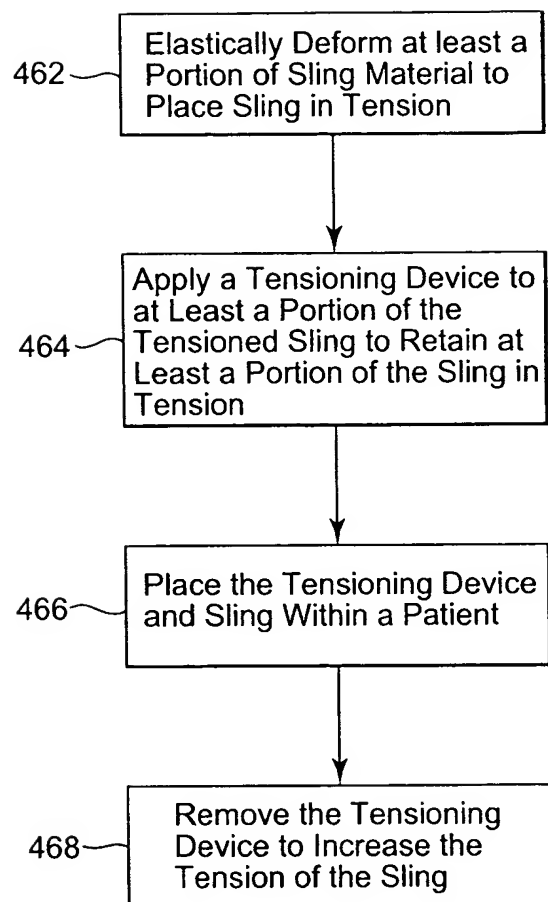 462
Elastically Deform at least a
Portion of Sling Material to
Place Sling in Tension
464
Apply a Tensioning Device to
at Least a Portion of the
Tensioned Sling to Retain at
Least a Portion of the Sling in
Tension
466
Place the Tensioning Device
and Sling Within a Patient
468
Remove the Tensioning
Device to Increase the
Tension of the Sling